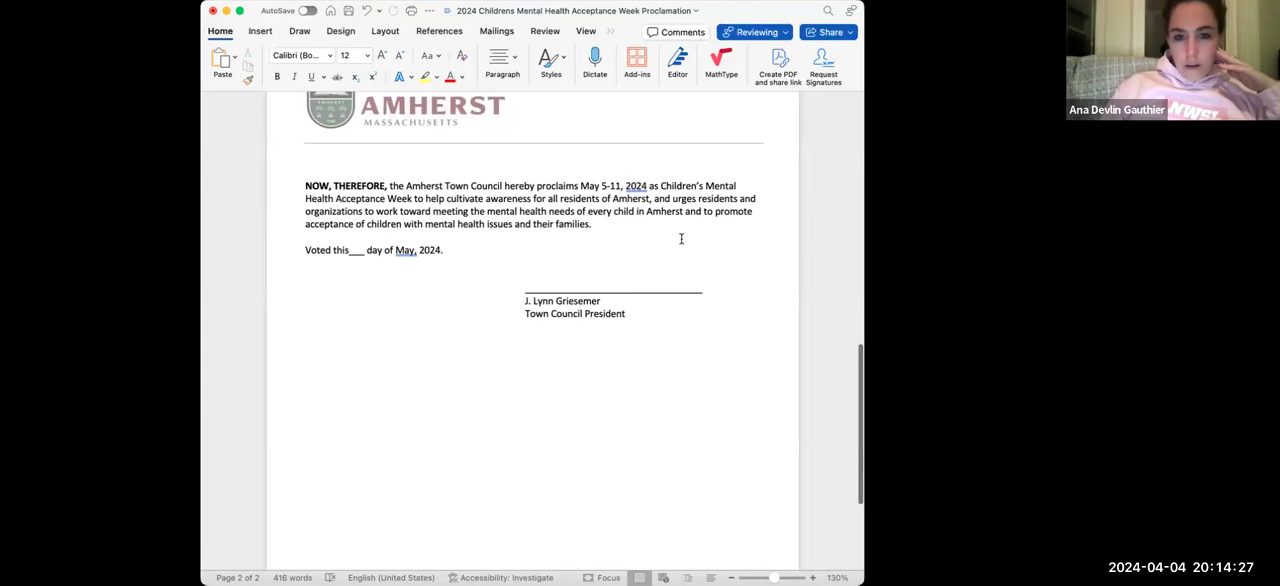 AutoSave
2024 Childrens Mental Health Acceptance Week Proclamation
Home Insert Draw Design Layout References Mailings Review View >> Comments Reviewing Share
Calibri (Bo... 12 A A Aa A
Paste B I U ab x₂ x² A A Paragraph Styles Dictate Add-ins Editor MathType Create PDF and share link Request Signatures
AMHERST
MASSACHUSETTS
NOW, THEREFORE, the Amherst Town Council hereby proclaims May 5-11, 2024 as Children's Mental
Health Acceptance Week to help cultivate awareness for all residents of Amherst, and urges residents and
organizations to work toward meeting the mental health needs of every child in Amherst and to promote
acceptance of children with mental health issues and their families.
Voted this___ day of May, 2024.
J. Lynn Griesemer
Town Council President
Page 2 of 2 416 words English (United States) Accessibility: Investigate Focus 130%
Ana Devlin Gauthier
NWSL
2024-04-04 20:14:27